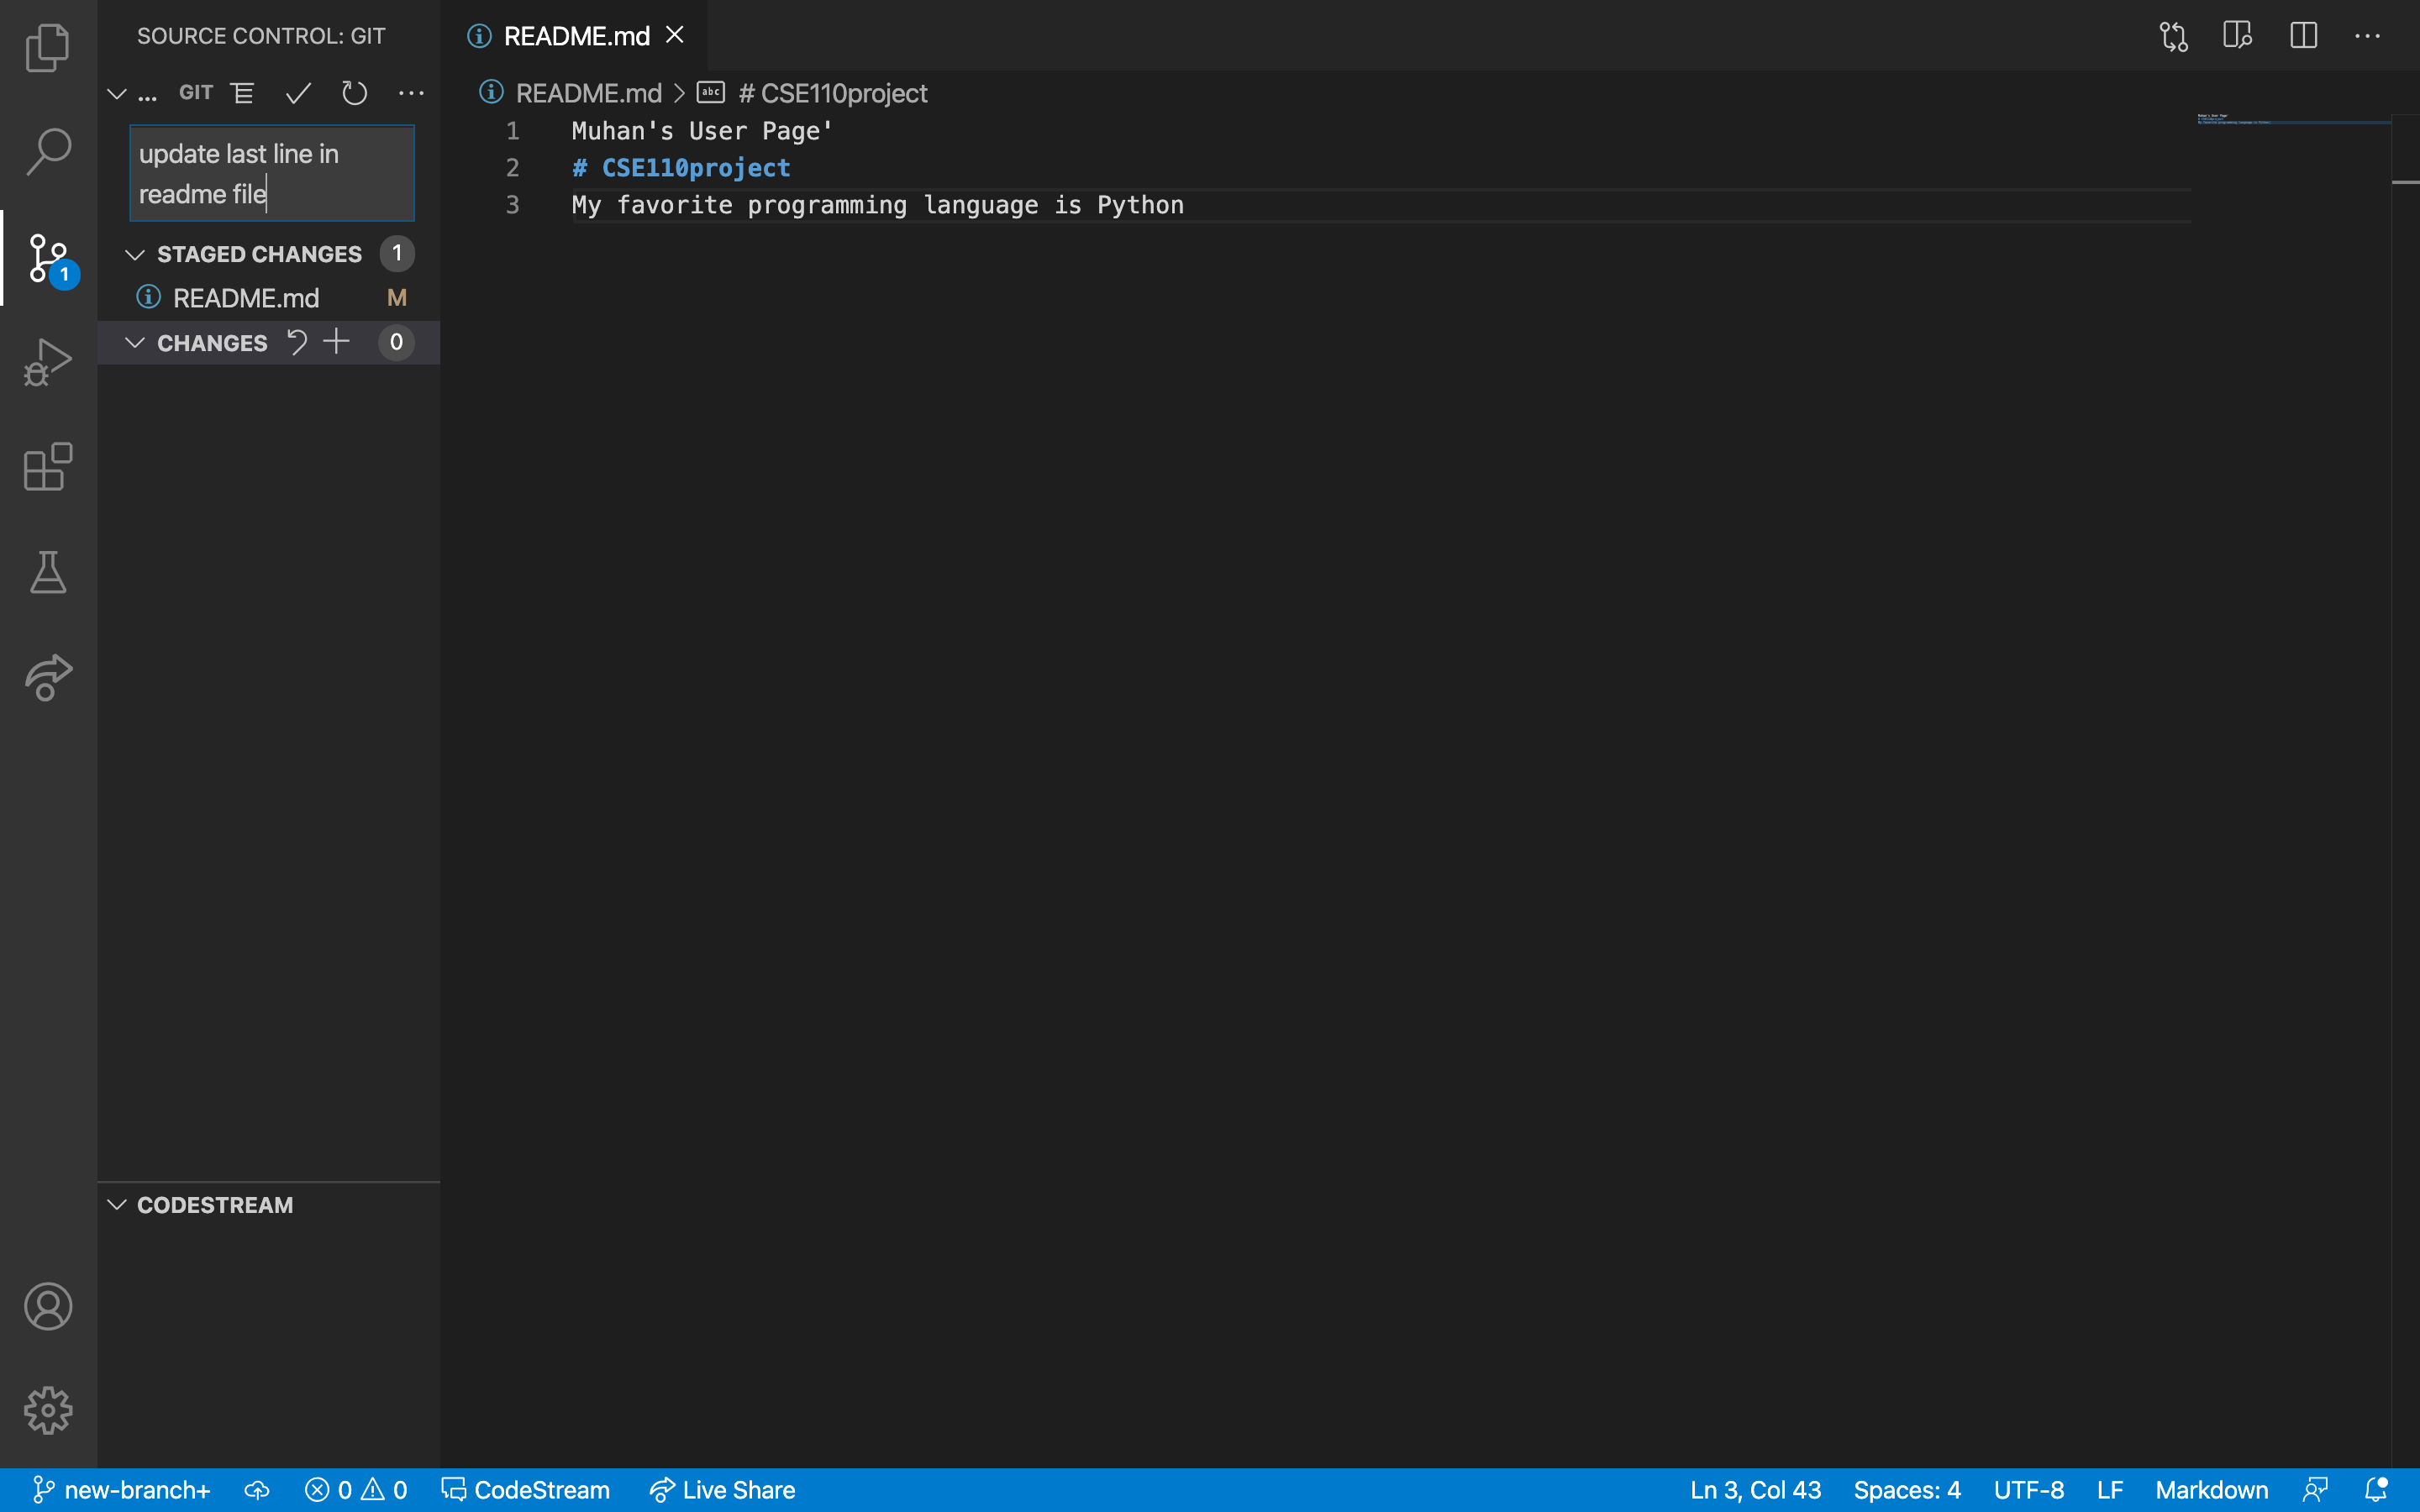 SOURCE CONTROL: GIT
... GIT
update last line in
readme file
STAGED CHANGES 1
README.md M
CHANGES 0
1
CODESTREAM
README.md
README.md > abc # CSE110project
1 Muhan's User Page'
2 # CSE110project
3 My favorite programming language is Python
new-branch+ 0 0 CodeStream Live Share Ln 3, Col 43 Spaces: 4 UTF-8 LF Markdown